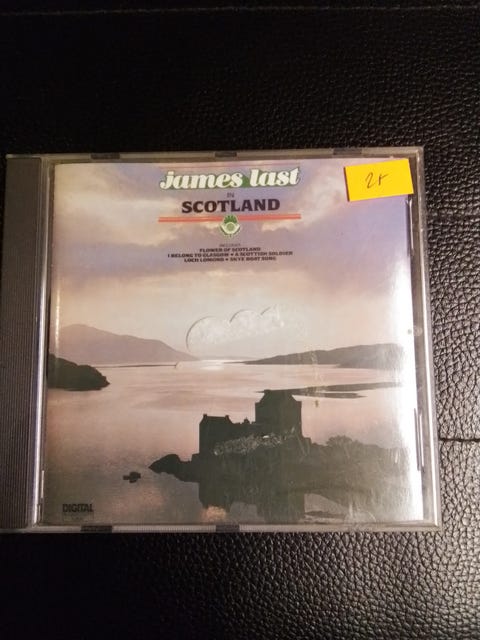 james last
IN
SCOTLAND
INCLUDES
FLOWER OF SCOTLAND
I BELONG TO GLASGOW • A SCOTTISH SOLDIER
LOCH LOMOND • SKYE BOAT SONG
DIGITAL